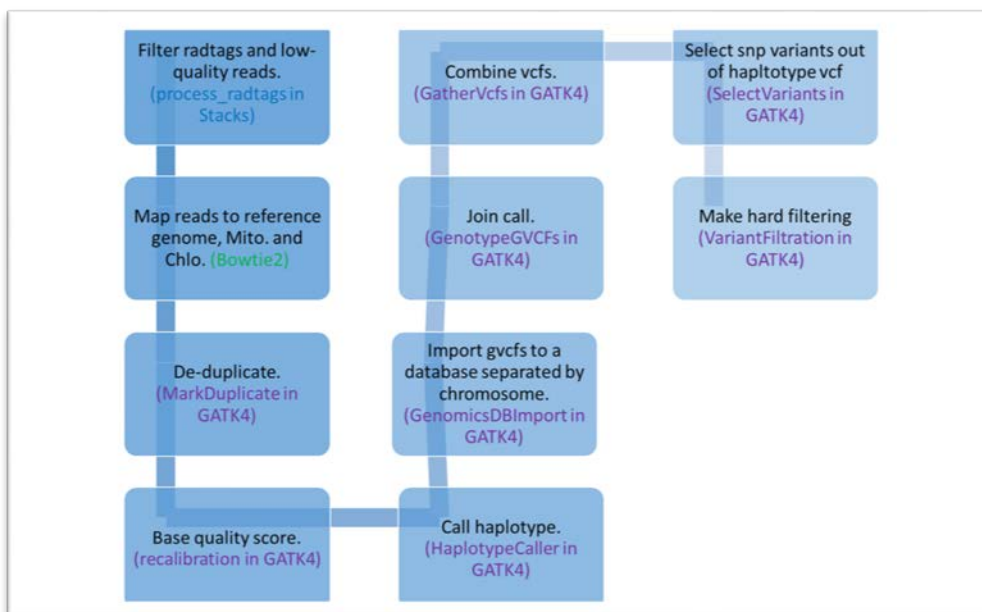 Filter radtags and low-
quality reads.
(process_radtags in
Stacks)
Map reads to reference
genome, Mito. and
Chlo. (Bowtie2)
De-duplicate.
(MarkDuplicate in
GATK4)
Base quality score.
(recalibration in GATK4)
Call haplotype.
(HaplotypeCaller in
GATK4)
Import gvcfs to a
database separated by
chromosome.
(GenomicsDBImport in
GATK4)
Join call.
(GenotypeGVCFs in
GATK4)
Combine vcfs.
(GatherVcfs in GATK4)
Select snp variants out
of hapltotype vcf
(SelectVariants in
GATK4)
Make hard filtering
(VariantFiltration in
GATK4)